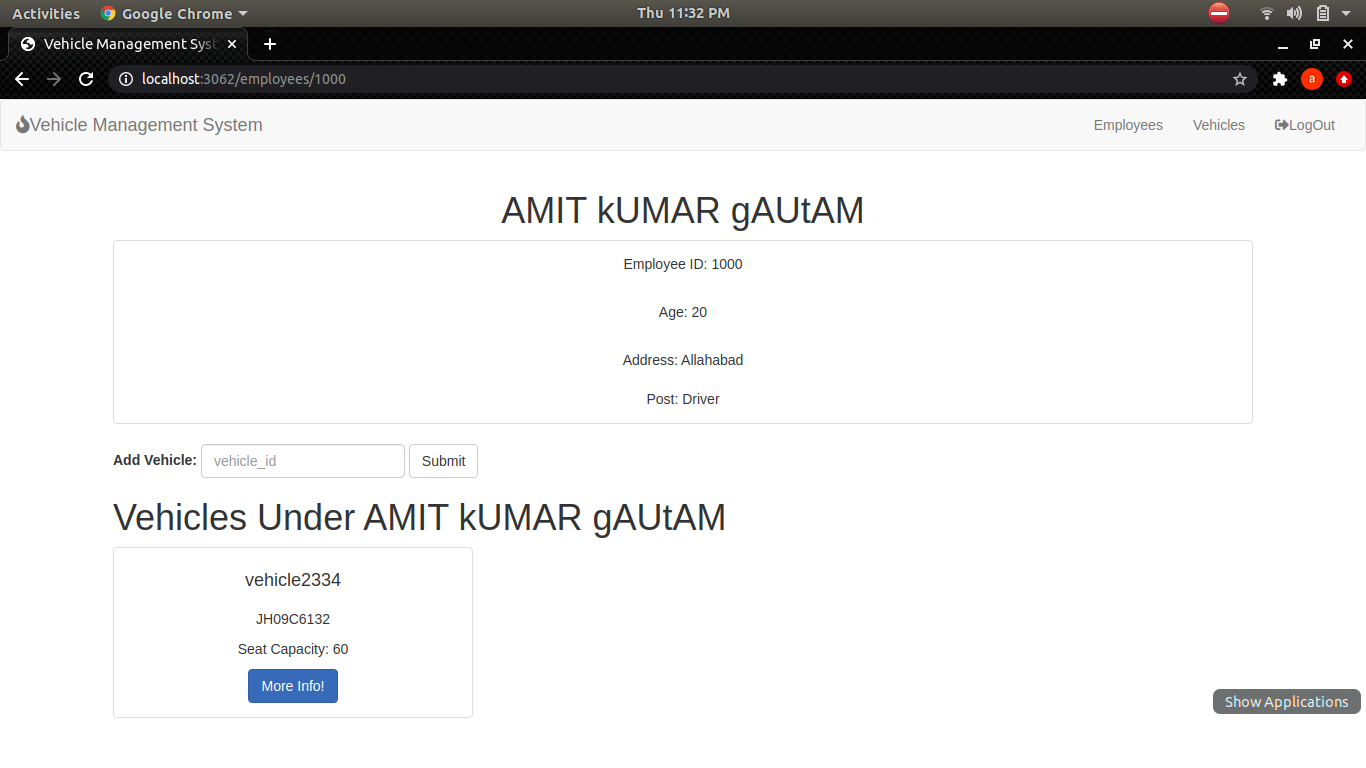 Activities Google Chrome Thu 11:32 PM
Vehicle Management Syst
localhost:3062/employees/1000 a
Vehicle Management System Employees Vehicles LogOut
AMIT kUMAR gAUtAM
Employee ID: 1000
Age: 20
Address: Allahabad
Post: Driver
Add Vehicle: vehicle_id Submit
Vehicles Under AMIT kUMAR gAUtAM
vehicle2334
JH09C6132
Seat Capacity: 60
More Info!
Show Applications